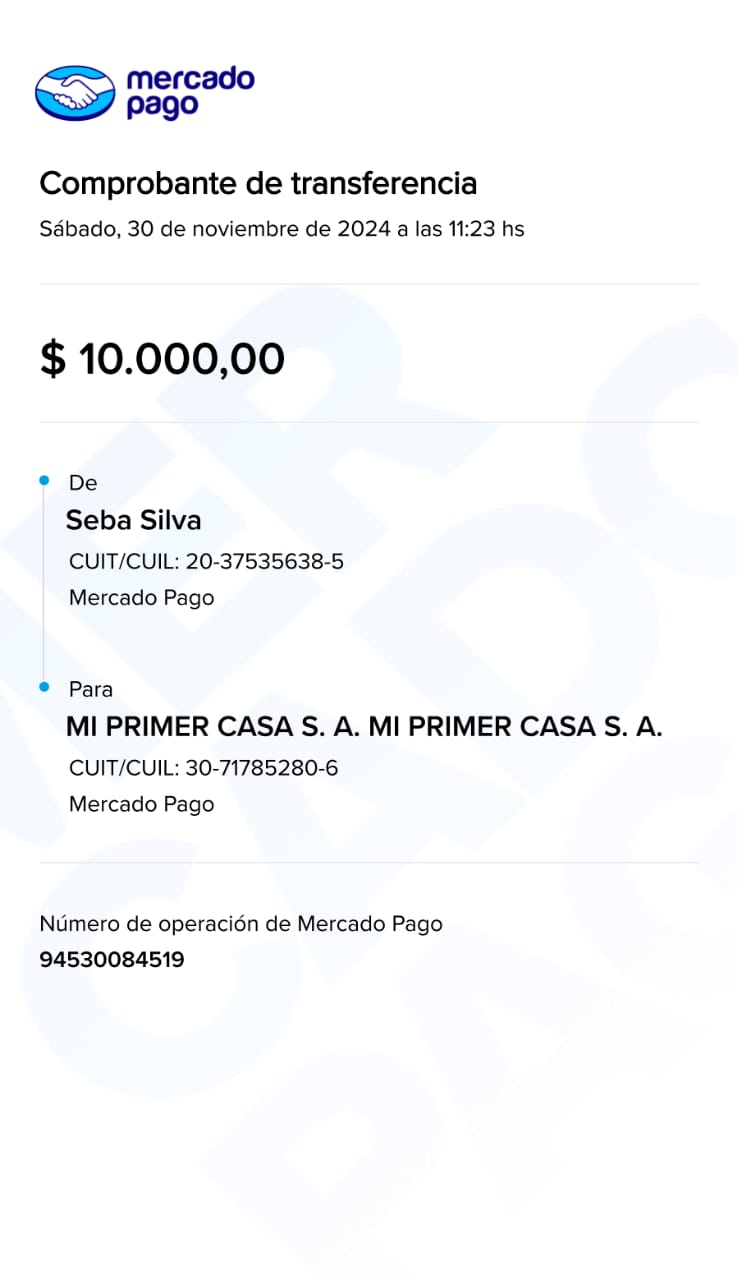 mercado
pago
Comprobante de transferencia
Sábado, 30 de noviembre de 2024 a las 11:23 hs
$ 10.000,00
De
Seba Silva
CUIT/CUIL: 20-37535638-5
Mercado Pago
Para
MI PRIMER CASA S. A. MI PRIMER CASA S. A.
CUIT/CUIL: 30-71785280-6
Mercado Pago
Número de operación de Mercado Pago
94530084519